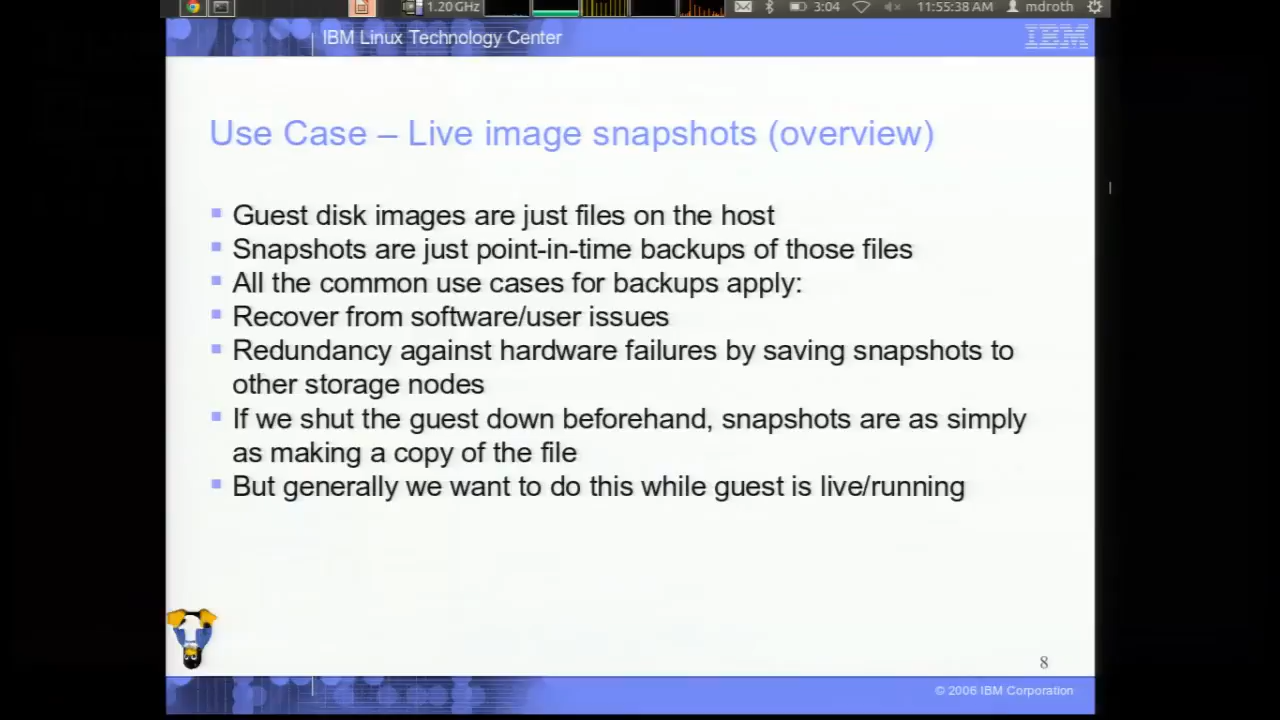 1.20 GHz 3:04 11:55:38 AM mdroth
IBM Linux Technology Center
IBM
Use Case – Live image snapshots (overview)
Guest disk images are just files on the host
Snapshots are just point-in-time backups of those files
All the common use cases for backups apply:
Recover from software/user issues
Redundancy against hardware failures by saving snapshots to
other storage nodes
If we shut the guest down beforehand, snapshots are as simply
as making a copy of the file
But generally we want to do this while guest is live/running
8
© 2006 IBM Corporation